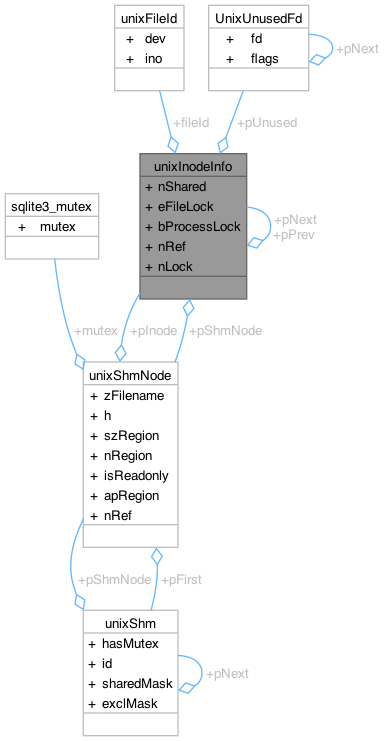 unixFileId
+ dev
+ ino
UnixUnusedFd
+ fd
+ flags
+pNext
+fileId
+pUnused
unixInodeInfo
+ nShared
+ eFileLock
+ bProcessLock
+ nRef
+ nLock
+pNext
+pPrev
sqlite3_mutex
+ mutex
+mutex
+pInode
+pShmNode
unixShmNode
+ zFilename
+ h
+ szRegion
+ nRegion
+ isReadonly
+ apRegion
+ nRef
+pShmNode
+pFirst
unixShm
+ hasMutex
+ id
+ sharedMask
+ exclMask
+pNext